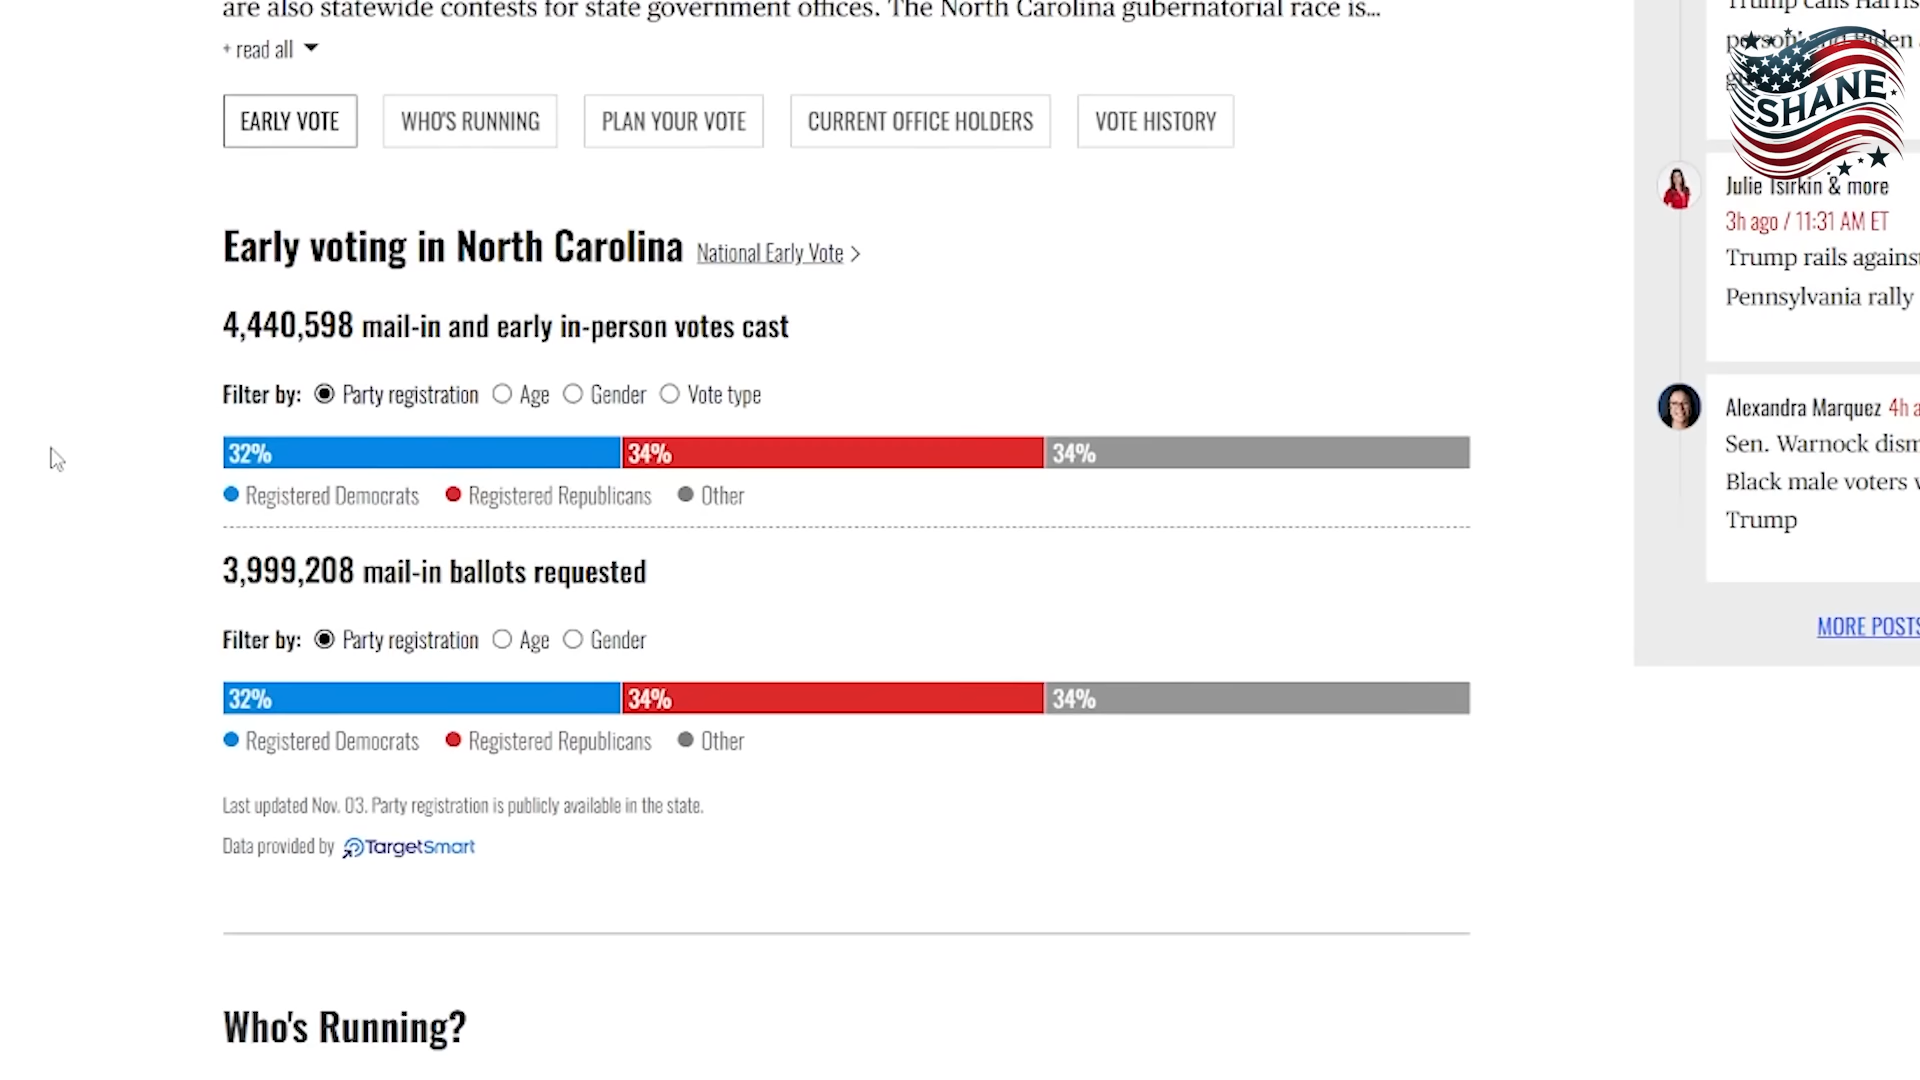 are also statewide contests for state government offices. The North Carolina gubernatorial race is...
+ read all
EARLY VOTE
WHO'S RUNNING
PLAN YOUR VOTE
CURRENT OFFICE HOLDERS
VOTE HISTORY
Early voting in North Carolina National Early Vote >
4,440,598 mail-in and early in-person votes cast
Filter by: Party registration Age Gender Vote type
32% 34% 34%
Registered Democrats Registered Republicans Other
3,999,208 mail-in ballots requested
Filter by: Party registration Age Gender
32% 34% 34%
Registered Democrats Registered Republicans Other
Last updated Nov. 03. Party registration is publicly available in the state.
Data provided by TargetSmart
Who's Running?
Trump calls Harris
SHANE
Julie Tsirkin & more
3h ago / 11:31 AM ET
Trump rails against
Pennsylvania rally
Alexandra Marquez 4h a
Sen. Warnock dism
Black male voters
Trump
MORE POSTS